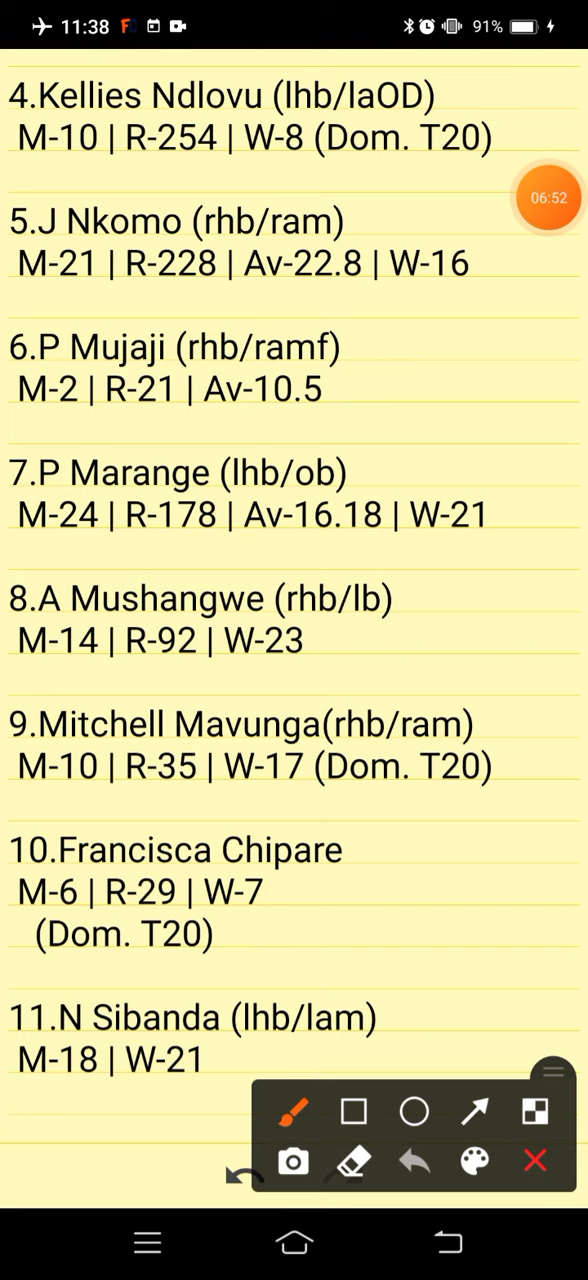 11:38 FC 91%
4.Kellies Ndlovu (lhb/laOD)
M-10 | R-254 | W-8 (Dom. T20)
06:52
5.J Nkomo (rhb/ram)
M-21 | R-228 | Av-22.8 | W-16
6.P Mujaji (rhb/ramf)
M-2 | R-21 | Av-10.5
7.P Marange (lhb/ob)
M-24 | R-178 | Av-16.18 | W-21
8.A Mushangwe (rhb/lb)
M-14 | R-92 | W-23
9.Mitchell Mavunga(rhb/ram)
M-10 | R-35 | W-17 (Dom. T20)
10.Francisca Chipare
M-6 | R-29 | W-7
(Dom. T20)
11.N Sibanda (lhb/lam)
M-18 | W-21